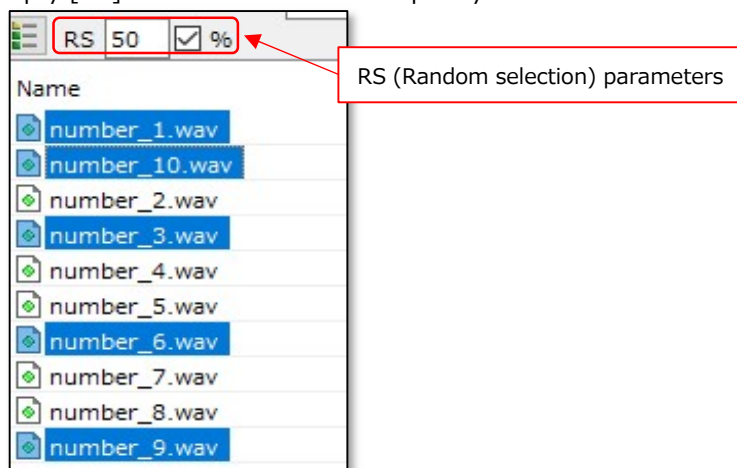 RS 50 %
RS (Random selection) parameters
Name
number_1.wav
number_10.wav
number_2.wav
number_3.wav
number_4.wav
number_5.wav
number_6.wav
number_7.wav
number_8.wav
number_9.wav